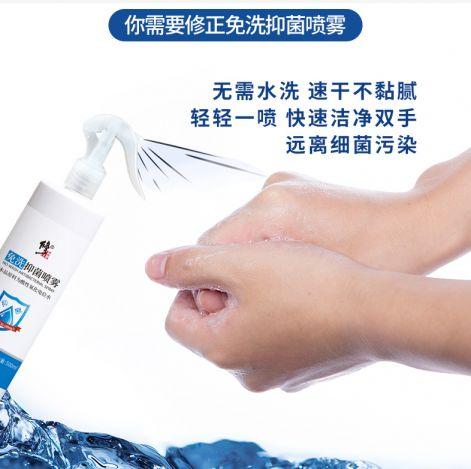 你需要修正免洗抑菌喷雾
无需水洗 速干不黏腻
轻轻一喷 快速洁净双手
远离细菌污染
修正
免洗抑菌喷雾